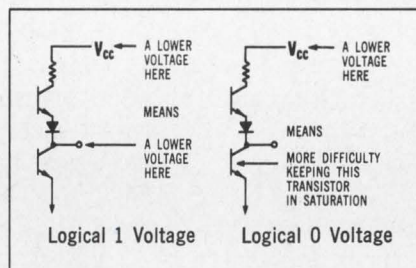 Vcc
A LOWER
VOLTAGE
HERE
MEANS
A LOWER
VOLTAGE
HERE
Logical 1 Voltage
Vcc
A LOWER
VOLTAGE
HERE
MEANS
MORE DIFFICULTY
KEEPING THIS
TRANSISTOR
IN SATURATION
Logical 0 Voltage